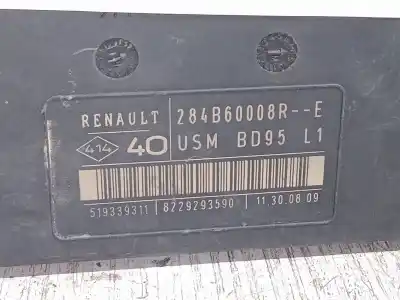 RENAULT 284B60008R--E
414 40 USM BD95 L1
519339311 8229293590 11.30.08 09